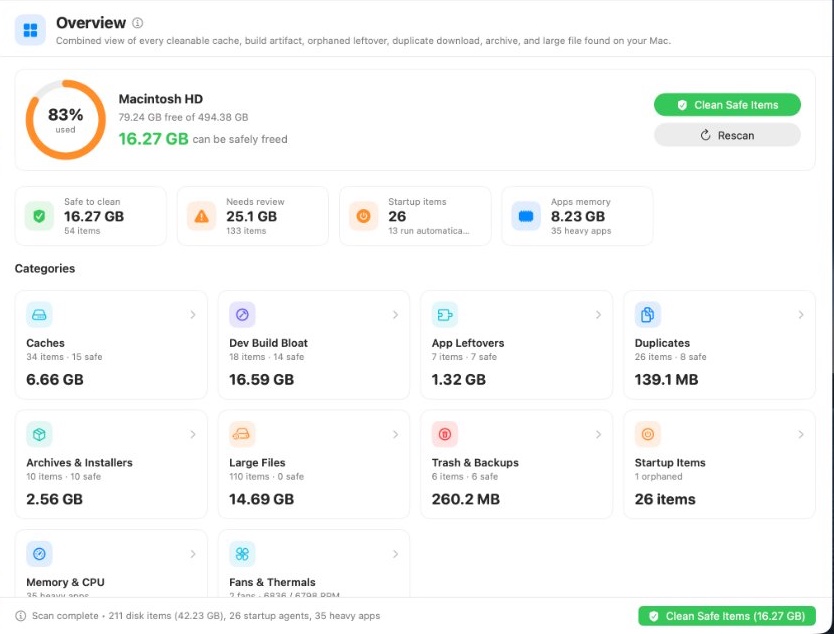 Overview
Combined view of every cleanable cache, build artifact, orphaned leftover, duplicate download, archive, and large file found on your Mac.
83%
used
Macintosh HD
79.24 GB free of 494.38 GB
16.27 GB can be safely freed
Clean Safe Items
Rescan
Safe to clean
16.27 GB
54 items
Needs review
25.1 GB
133 items
Startup items
26
13 run automatica...
Apps memory
8.23 GB
35 heavy apps
Categories
Caches
34 items · 15 safe
6.66 GB
Dev Build Bloat
18 items · 14 safe
16.59 GB
App Leftovers
7 items · 7 safe
1.32 GB
Duplicates
26 items · 8 safe
139.1 MB
Archives & Installers
10 items · 10 safe
2.56 GB
Large Files
110 items · 0 safe
14.69 GB
Trash & Backups
6 items · 6 safe
260.2 MB
Startup Items
1 orphaned
26 items
Memory & CPU
35 heavy apps
Fans & Thermals
2 fans · 6836 / 6798 RPM
Scan complete • 211 disk items (42.23 GB), 26 startup agents, 35 heavy apps
Clean Safe Items (16.27 GB)